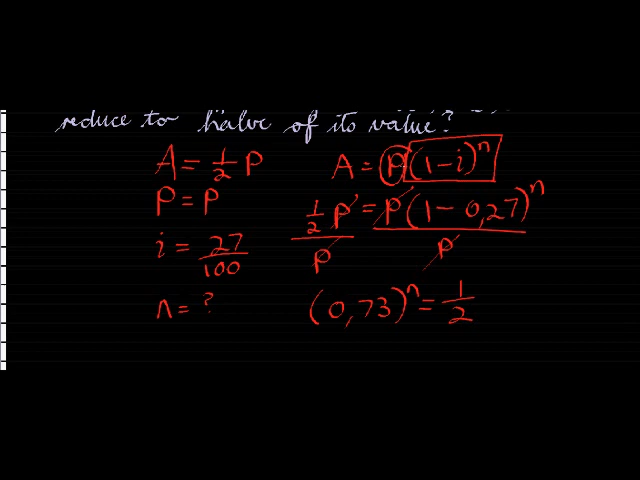 reduce to halve of its value?
A = 1/2 P
A = P(1 - i)^n
P = P
1/2 P / P = P(1 - 0,27)^n / P
i = 27/100
n = ?
(0,73)^n = 1/2